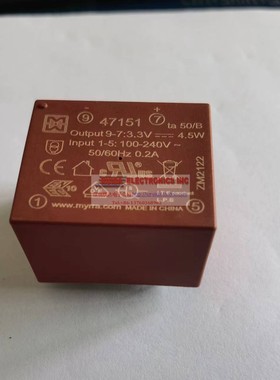 9 47151 7 ta 50/B
Output 9-7:3,3V 4.5W
Input 1-5: 100-240V~
50/60Hz 0.2A
ELECTRONICS INC
ZM2122
I.T.E
L.P.S
1 5
www.myrra.com MADE IN CHINA